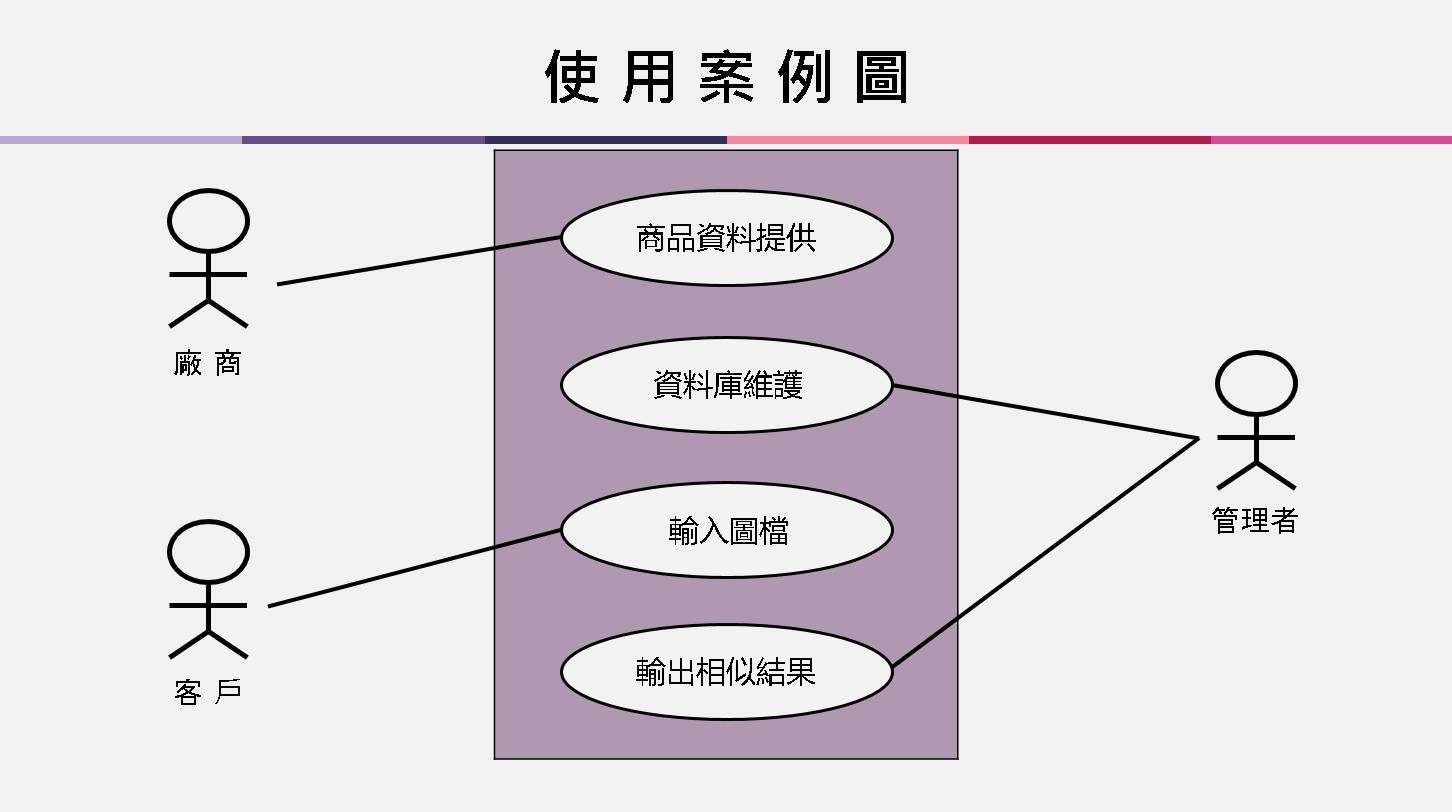 使用案例圖
商品資料提供
廠商
資料庫維護
管理者
輸入圖檔
客戶
輸出相似結果